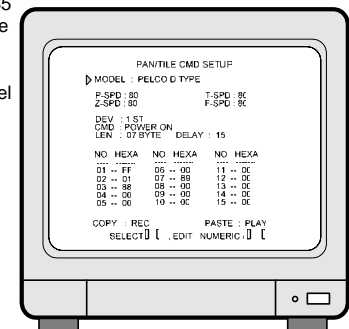 5
e
el
PAN/TILE CMD SETUP
MODEL : PELCO D TYPE
P-SPD : 80 T-SPD : 80
Z-SPD : 80 F-SPD : 80
DEV : 1 ST
CMD : POWER ON
LEN : 07 BYTE DELAY : 15
NO HEXA NO HEXA NO HEXA
01 -- FF 06 -- 00 11 -- 00
02 -- 01 07 -- 89 12 -- 00
03 -- 88 08 -- 00 13 -- 00
04 -- 00 09 -- 00 14 -- 00
05 -- 00 10 -- 00 15 -- 00
COPY : REC PASTE : PLAY
SELECT [ , EDIT NUMERIC , [